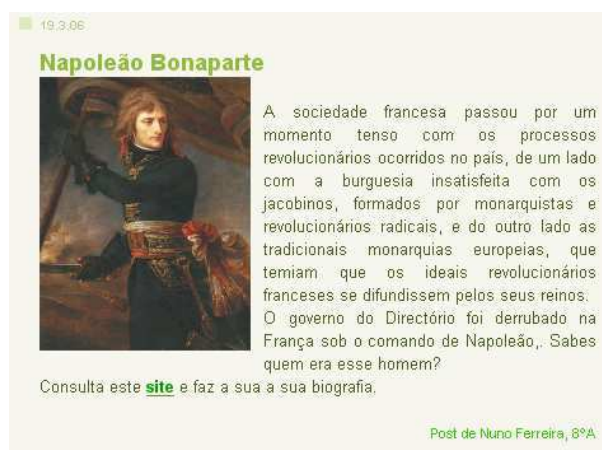 19.3.06
Napoleão Bonaparte
A sociedade francesa passou por um
momento tenso com os processos
revolucionários ocorridos no país, de um lado
com a burguesia insatisfeita com os
jacobinos, formados por monarquistas e
revolucionários radicais, e do outro lado as
tradicionais monarquias europeias, que
temiam que os ideais revolucionários
franceses se difundissem pelos seus reinos.
O governo do Directório foi derrubado na
França sob o comando de Napoleão,. Sabes
quem era esse homem?
Consulta este site e faz a sua a sua biografia.
Post de Nuno Ferreira, 8ºA